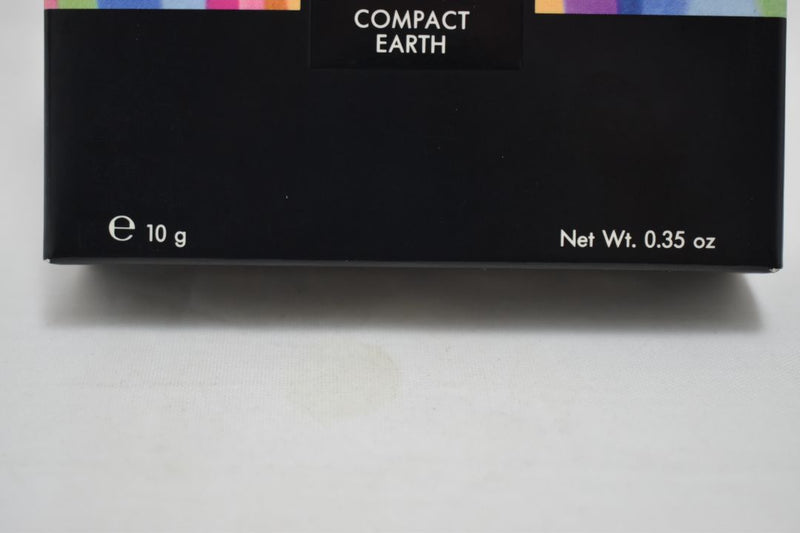 COMPACT
EARTH
℮ 10 g
Net Wt. 0.35 oz